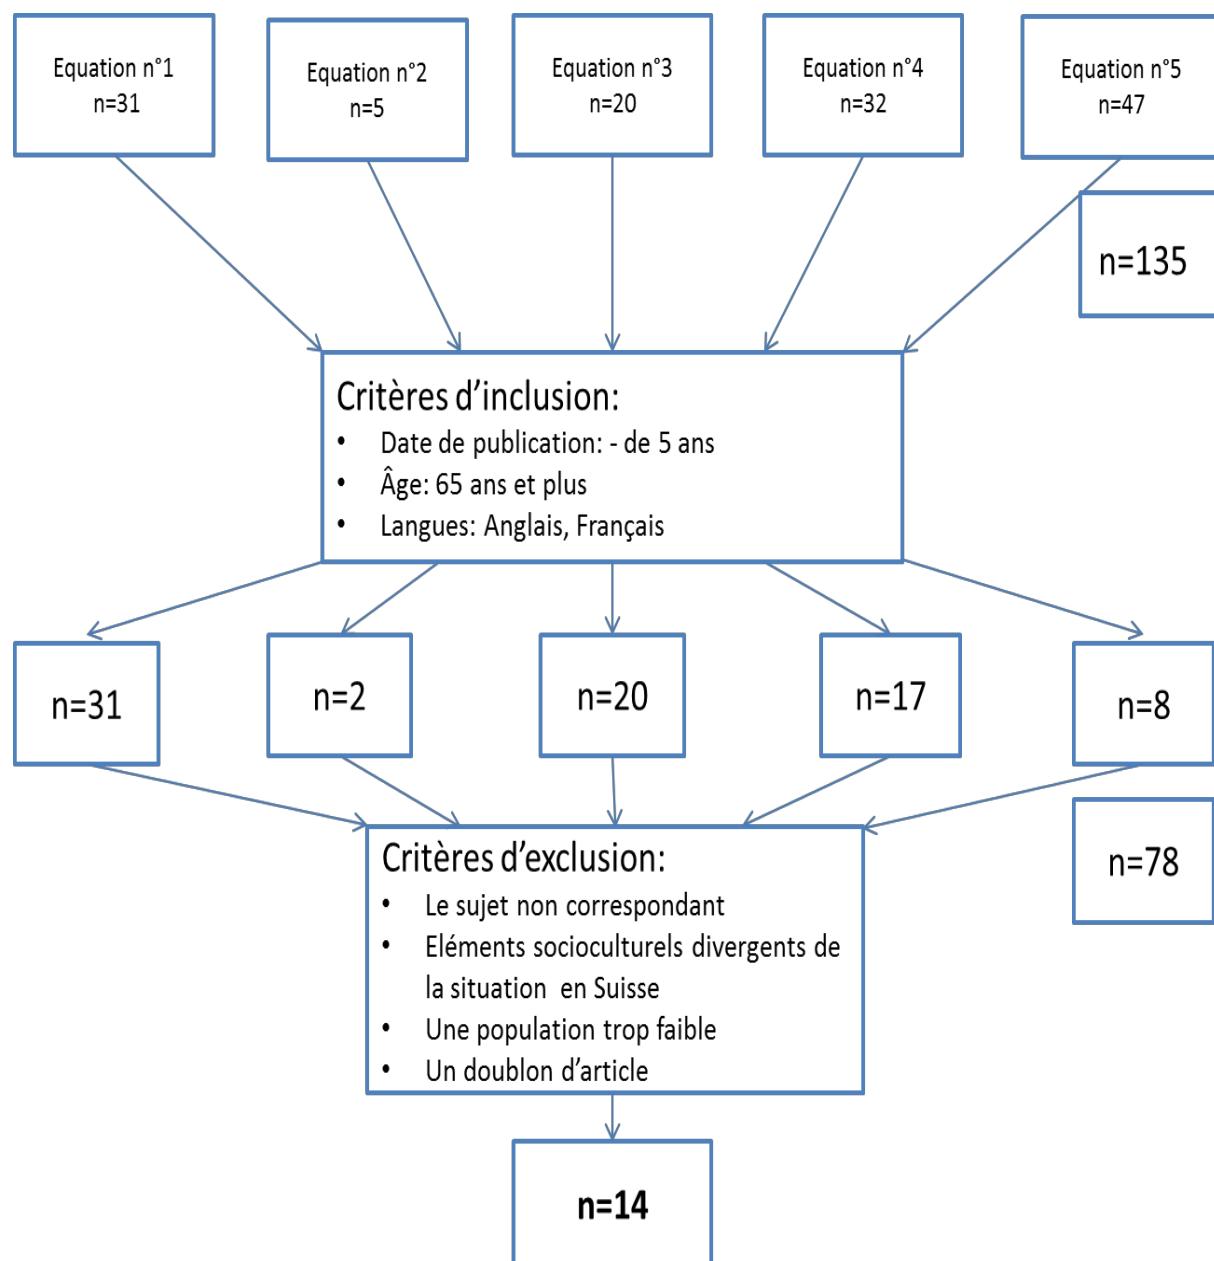 Equation n°1
n=31
Equation n°2
n=5
Equation n°3
n=20
Equation n°4
n=32
Equation n°5
n=47
n=135
Critères d’inclusion:
• Date de publication: - de 5 ans
• Âge: 65 ans et plus
• Langues: Anglais, Français
n=31
n=2
n=20
n=17
n=8
n=78
Critères d’exclusion:
• Le sujet non correspondant
• Eléments socioculturels divergents de
la situation en Suisse
• Une population trop faible
• Un doublon d’article
n=14